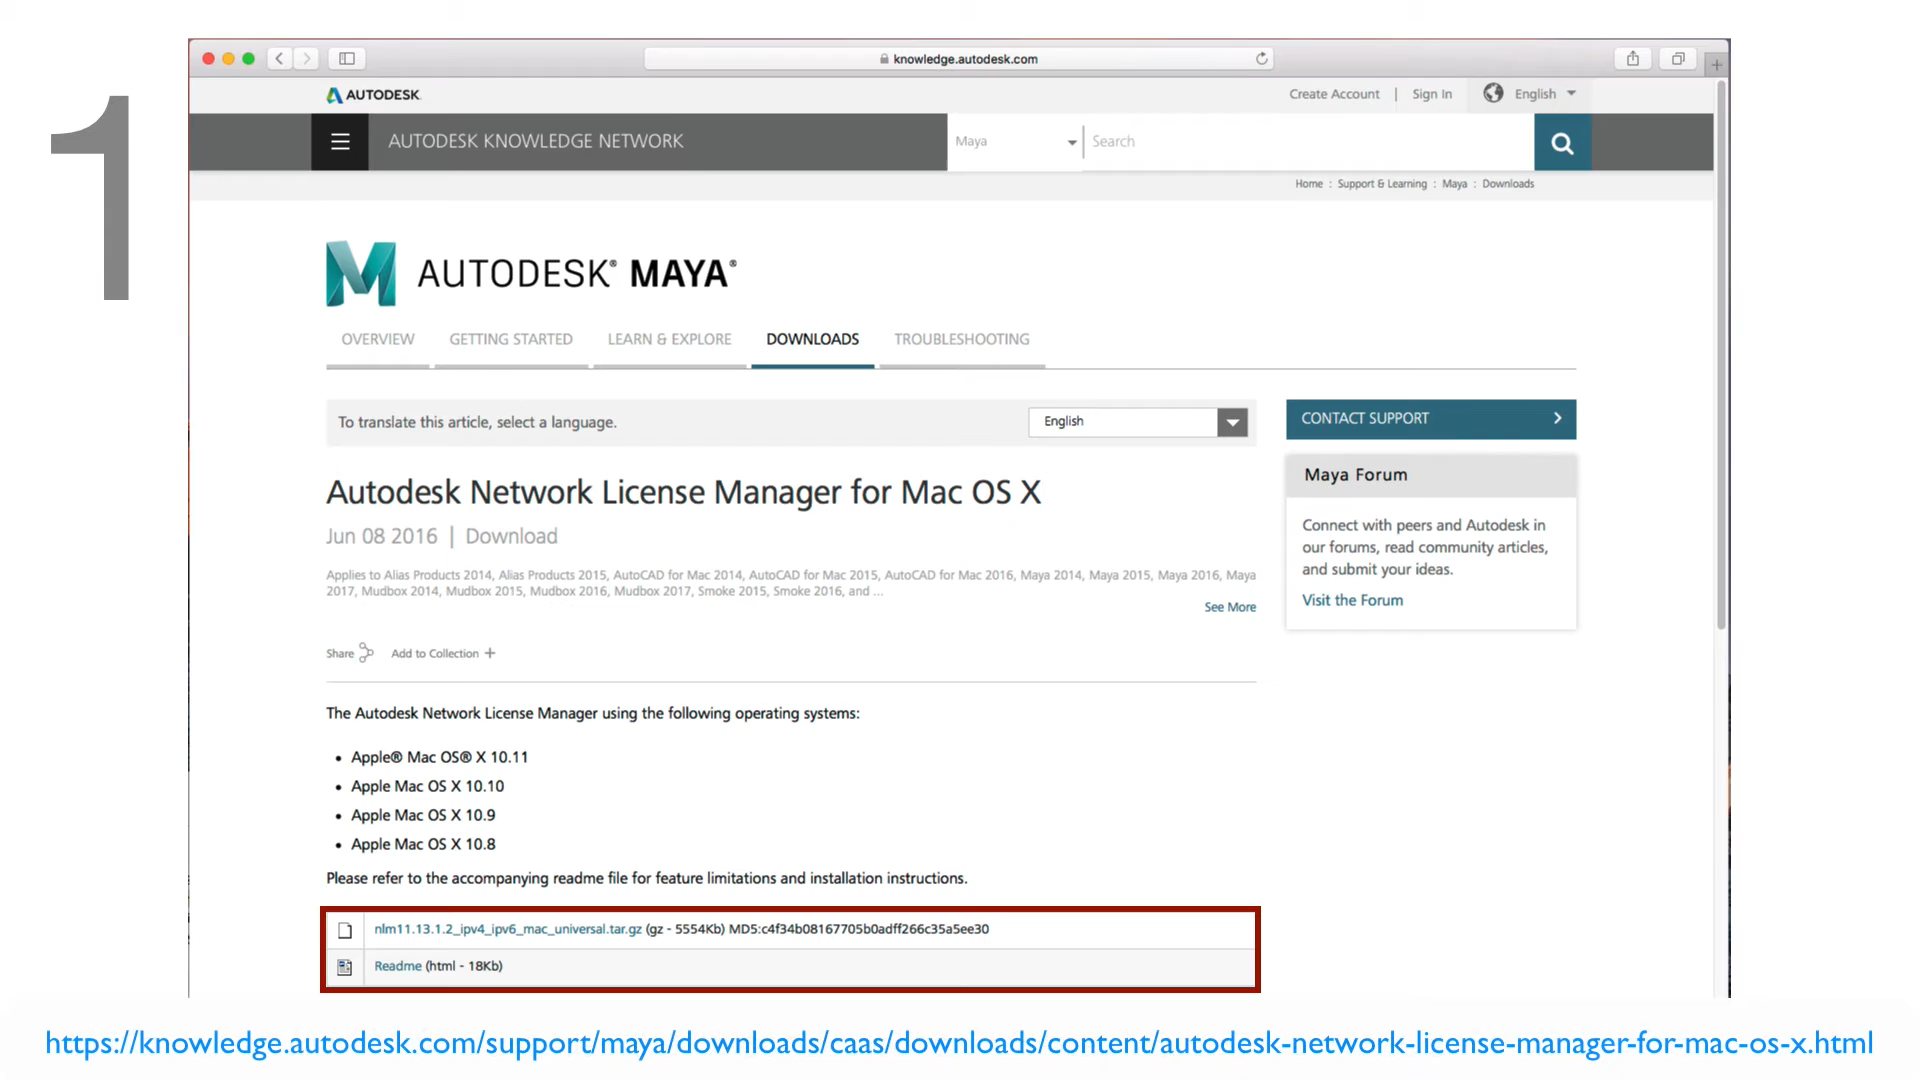 1
knowledge.autodesk.com
AUTODESK.
Create Account | Sign In
English
AUTODESK KNOWLEDGE NETWORK
Maya
Search
Home : Support & Learning : Maya : Downloads
AUTODESK® MAYA®
OVERVIEW
GETTING STARTED
LEARN & EXPLORE
DOWNLOADS
TROUBLESHOOTING
To translate this article, select a language.
English
CONTACT SUPPORT
Autodesk Network License Manager for Mac OS X
Jun 08 2016 | Download
Applies to Alias Products 2014, Alias Products 2015, AutoCAD for Mac 2014, AutoCAD for Mac 2015, AutoCAD for Mac 2016, Maya 2014, Maya 2015, Maya 2016, Maya
2017, Mudbox 2014, Mudbox 2015, Mudbox 2016, Mudbox 2017, Smoke 2015, Smoke 2016, and ...
See More
Maya Forum
Connect with peers and Autodesk in
our forums, read community articles,
and submit your ideas.
Visit the Forum
Share
Add to Collection +
The Autodesk Network License Manager using the following operating systems:
• Apple® Mac OS® X 10.11
• Apple Mac OS X 10.10
• Apple Mac OS X 10.9
• Apple Mac OS X 10.8
Please refer to the accompanying readme file for feature limitations and installation instructions.
nlm11.13.1.2_ipv4_ipv6_mac_universal.tar.gz (gz - 5554Kb) MD5:c4f34b08167705b0adff266c35a5ee30
Readme (html - 18Kb)
https://knowledge.autodesk.com/support/maya/downloads/caas/downloads/content/autodesk-network-license-manager-for-mac-os-x.html